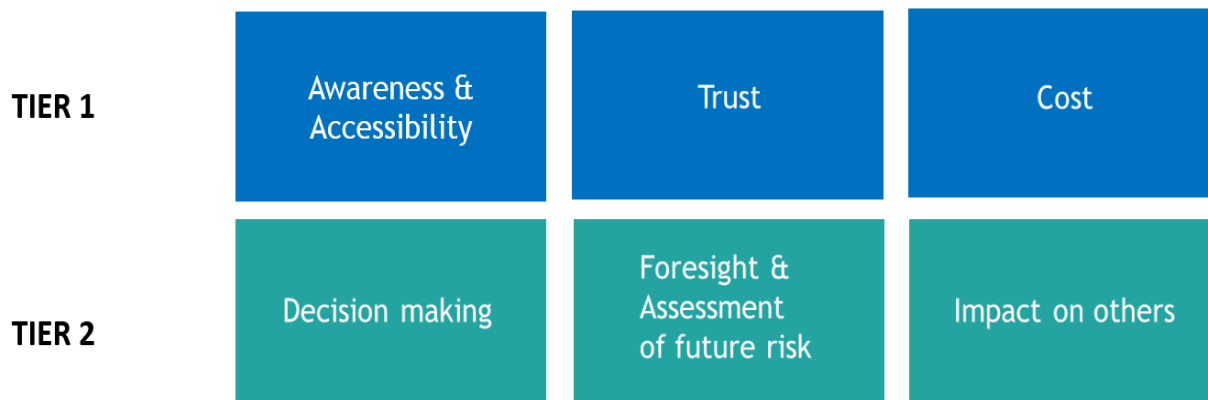 TIER 1
Awareness &
Accessibility
Trust
Cost
TIER 2
Decision making
Foresight &
Assessment
of future risk
Impact on others